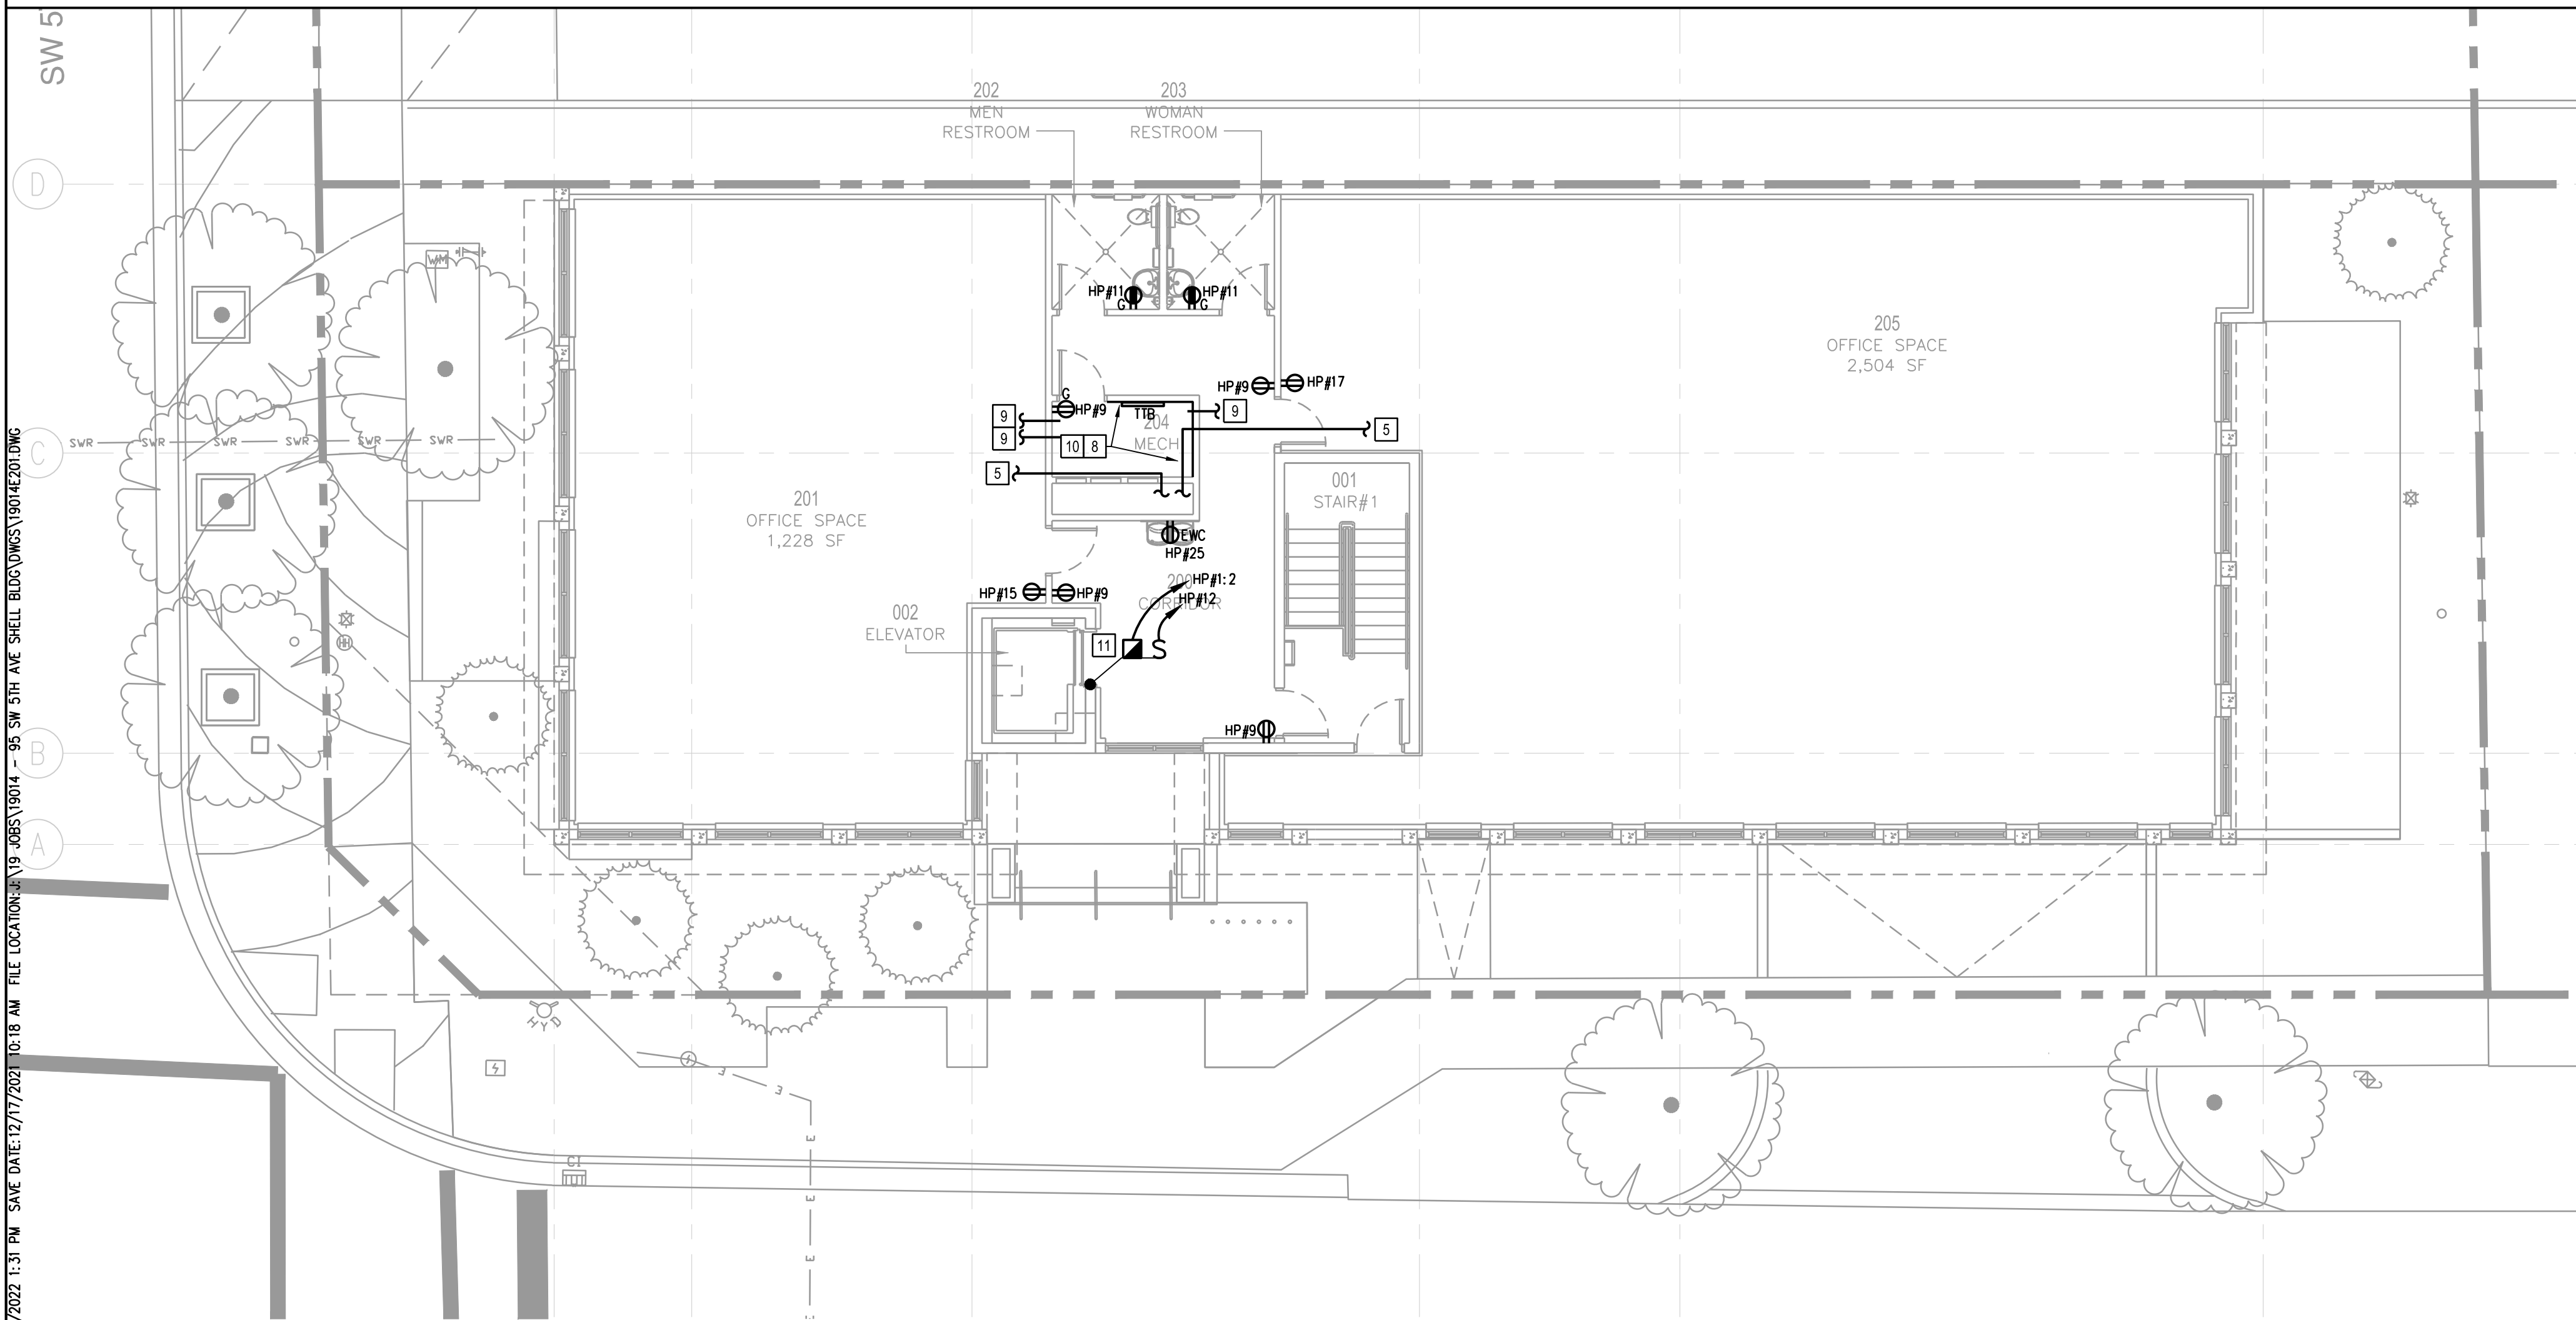 SW 5
202
MEN
RESTROOM
203
WOMAN
RESTROOM
D
WM
HP#11
G
HP#11
G
205
OFFICE SPACE
2,504 SF
HP#9
HP#17
G
HP#9
TTB
9
9
9
204
MECH
10 8
5
5
C
SWR
SWR
SWR
SWR
SWR
SWR
001
STAIR#1
201
OFFICE SPACE
1,228 SF
EWC
HP#25
200
CORRIDOR
HP#1:2
HP#12
HP#15
HP#9
002
ELEVATOR
11
S
HH
HP#9
B
A
HYD
E
E
E
E
E
E
CI
/2022 1:31 PM SAVE DATE:12/17/2021 10:18 AM FILE LOCATION:J:\19 JOBS\19014 - 95 SW 5TH AVE SHELL BLDG\DWGS\19014E201.DWG